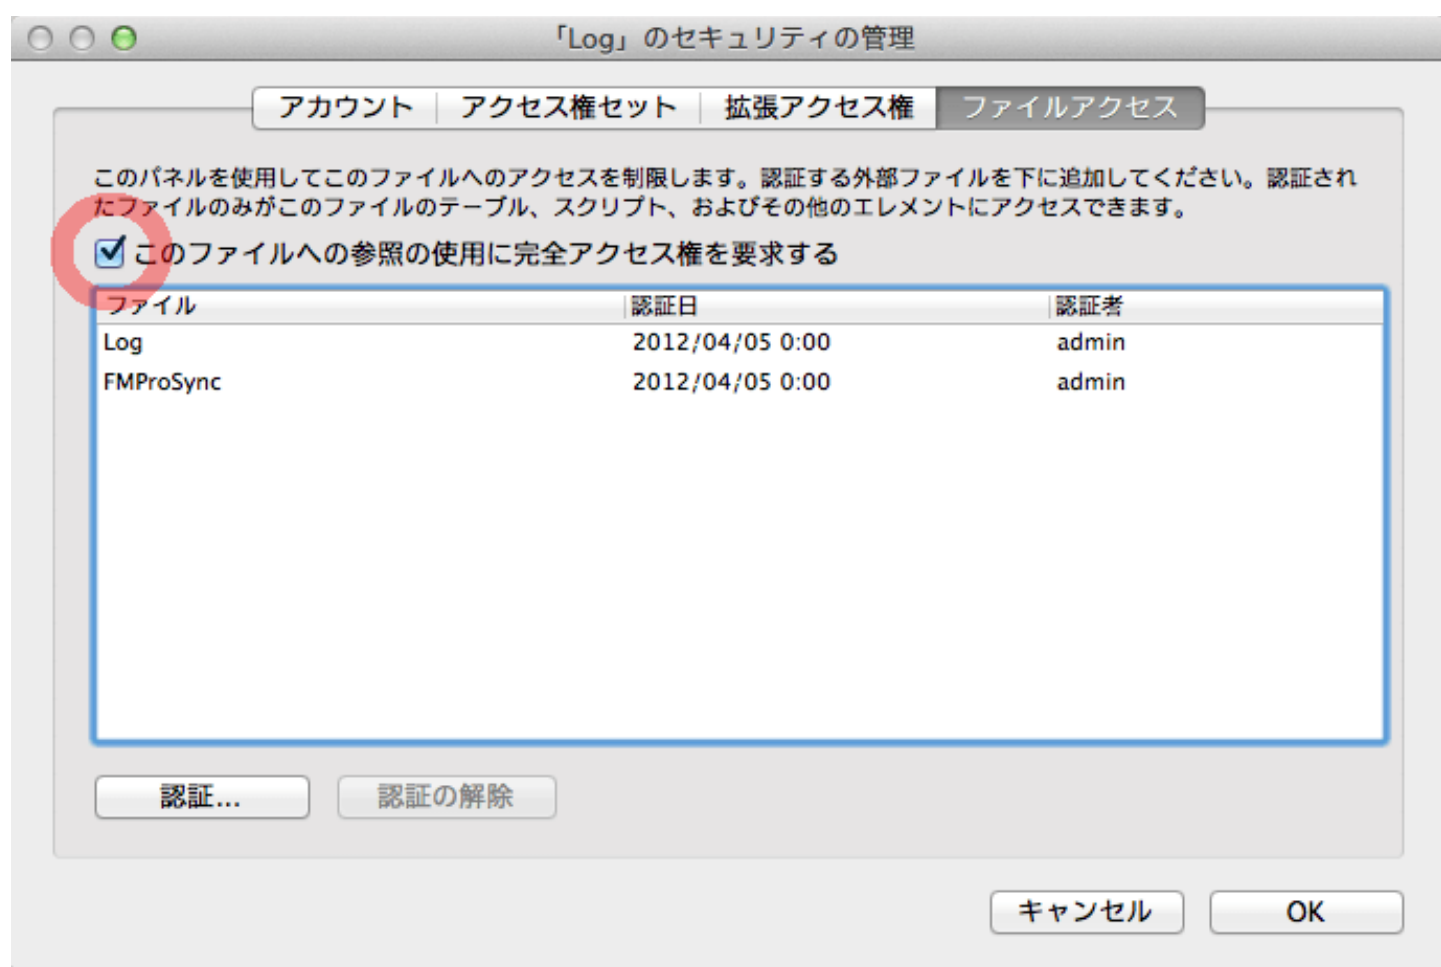 「Log」のセキュリティの管理
アカウント アクセス権セット 拡張アクセス権 ファイルアクセス
このパネルを使用してこのファイルへのアクセスを制限します。認証する外部ファイルを下に追加してください。認証され
たファイルのみがこのファイルのテーブル、スクリプト、およびその他のエレメントにアクセスできます。
このファイルへの参照の使用に完全アクセス権を要求する
ファイル 認証日 認証者
Log 2012/04/05 0:00 admin
FMProSync 2012/04/05 0:00 admin
認証... 認証の解除
キャンセル OK